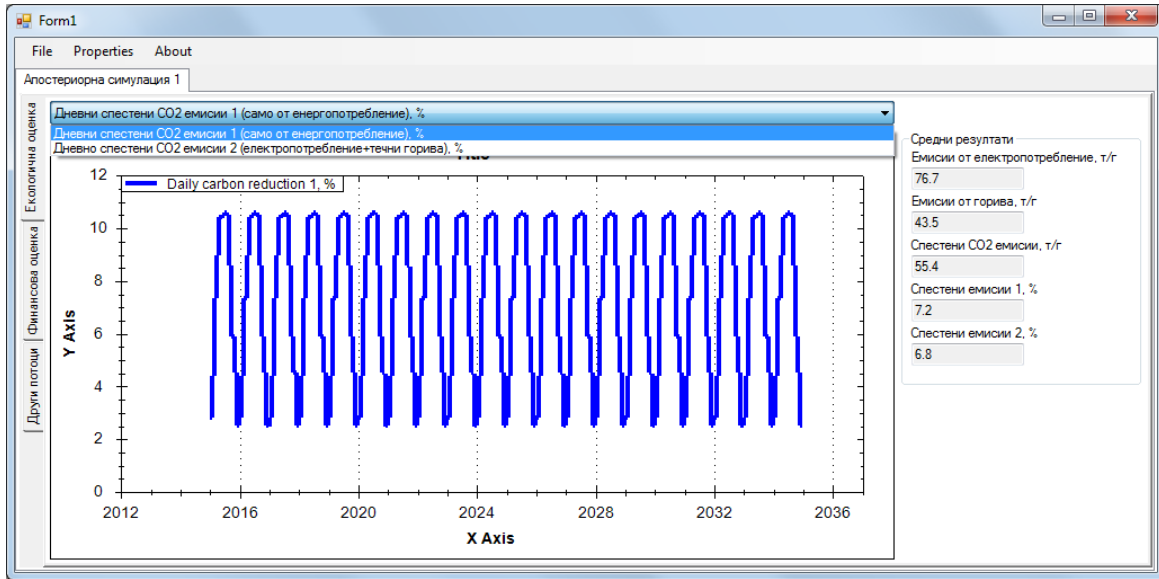 Form1
File Properties About
Апостериорна симулация 1
Екологична оценка
Финансова оценка
Други потоци
Дневни спестени CO2 емисии 1 (само от енергопотребление), %
Дневни спестени CO2 емисии 1 (само от енергопотребление), %
Дневно спестени CO2 емисии 2 (електропотребление+течни горива), %
Daily carbon reduction 1, %
12
10
8
6
4
2
0
Y Axis
2012 2016 2020 2024 2028 2032 2036
X Axis
Средни резултати
Емисии от електропотребление, т/г
76.7
Емисии от горива, т/г
43.5
Спестени CO2 емисии, т/г
55.4
Спестени емисии 1, %
7.2
Спестени емисии 2, %
6.8